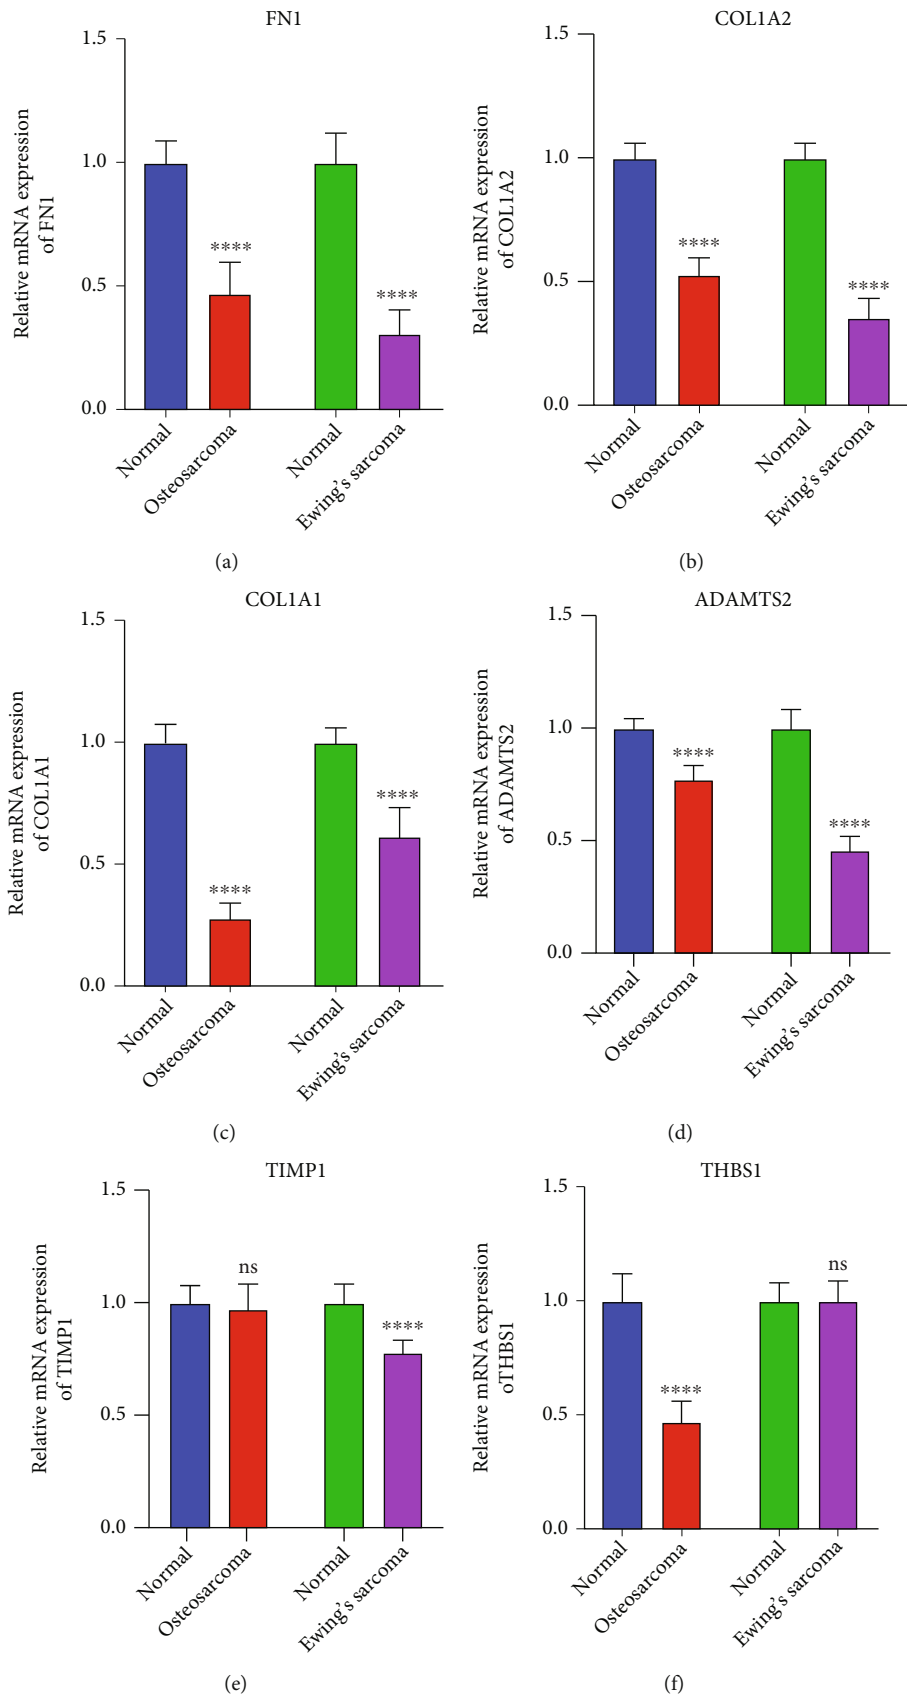 FN1
1.5
1.0
0.5
0.0
Relative mRNA expression
of FN1
****
****
Normal
Osteosarcoma
Normal
Ewing's sarcoma
(a)
COL1A2
1.5
1.0
0.5
0.0
Relative mRNA expression
of COL1A2
****
****
Normal
Osteosarcoma
Normal
Ewing's sarcoma
(b)
COL1A1
1.5
1.0
0.5
0.0
Relative mRNA expression
of COL1A1
****
****
Normal
Osteosarcoma
Normal
Ewing's sarcoma
(c)
ADAMTS2
1.5
1.0
0.5
0.0
Relative mRNA expression
of ADAMTS2
****
****
Normal
Osteosarcoma
Normal
Ewing's sarcoma
(d)
TIMP1
1.5
1.0
0.5
0.0
Relative mRNA expression
of TIMP1
ns
****
Normal
Osteosarcoma
Normal
Ewing's sarcoma
(e)
THBS1
1.5
1.0
0.5
0.0
Relative mRNA expression
oTHBS1
****
ns
Normal
Osteosarcoma
Normal
Ewing's sarcoma
(f)